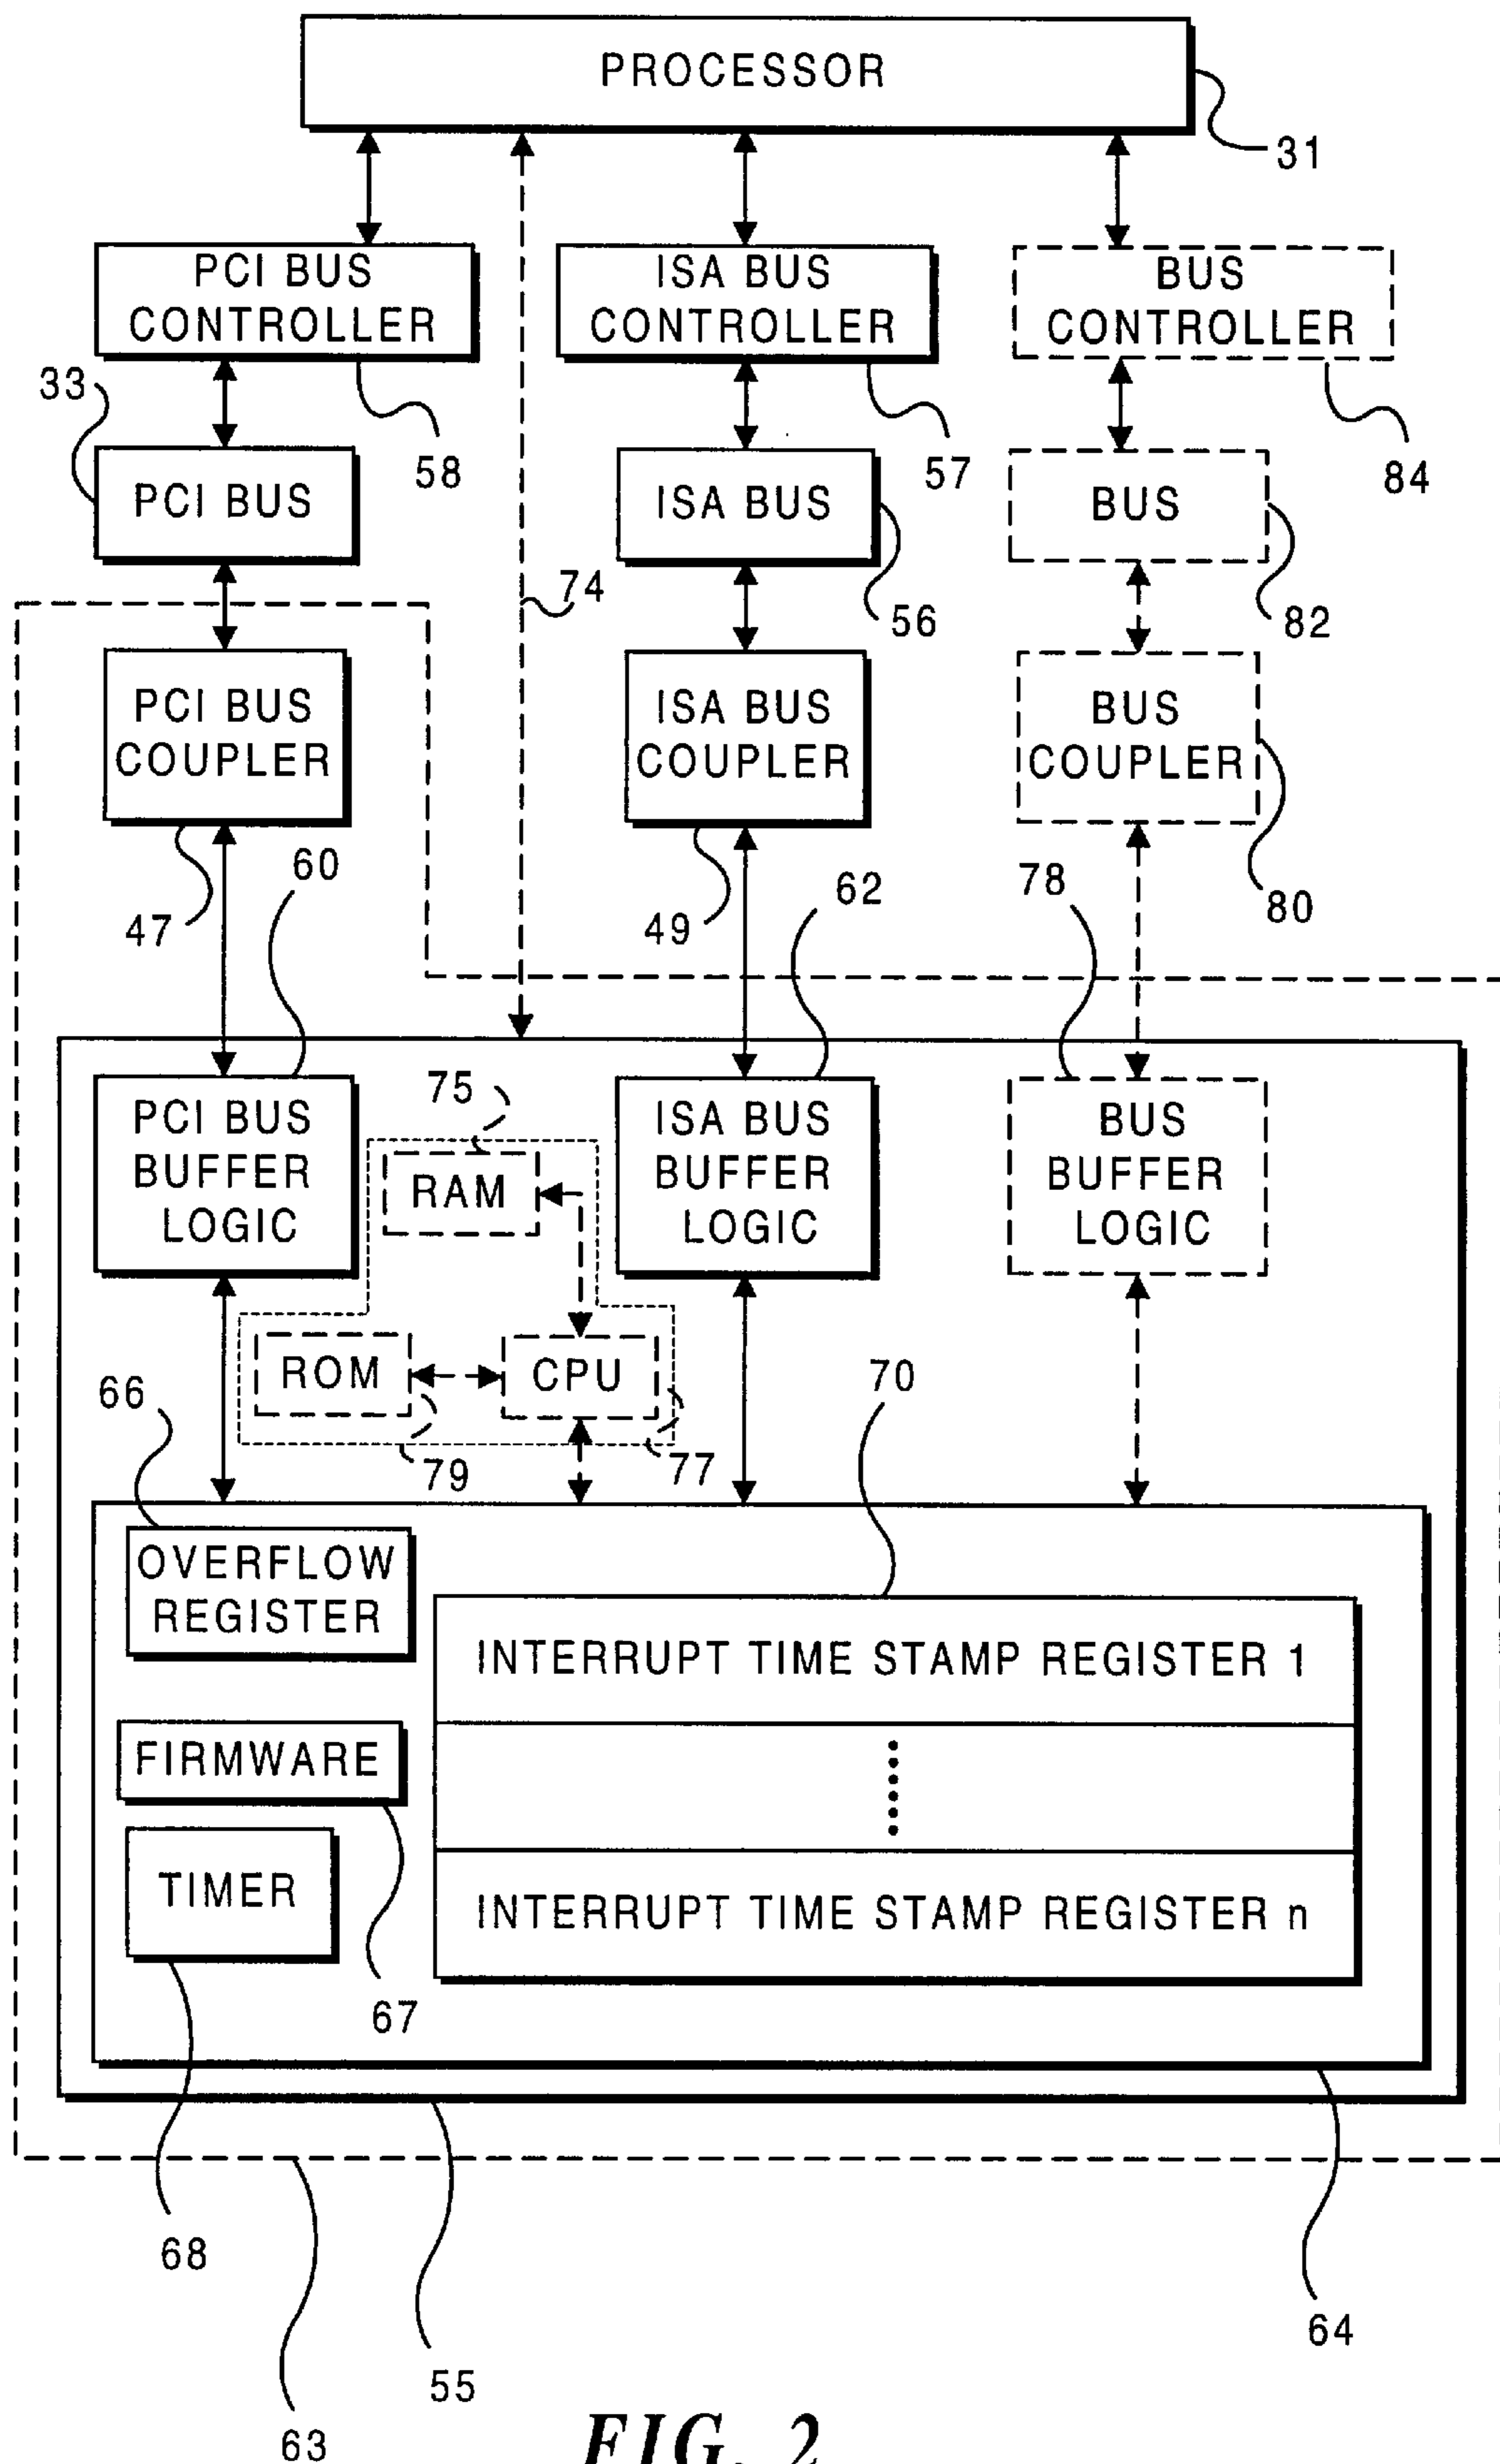 PROCESSOR
31
PCI BUS
CONTROLLER
ISA BUS
CONTROLLER
BUS
CONTROLLER
33
58
57
84
PCI BUS
ISA BUS
BUS
74
56
82
PCI BUS
COUPLER
ISA BUS
COUPLER
BUS
COUPLER
47
60
49
62
78
80
PCI BUS
BUFFER
LOGIC
75
RAM
ISA BUS
BUFFER
LOGIC
BUS
BUFFER
LOGIC
ROM
CPU
66
79
77
70
OVERFLOW
REGISTER
INTERRUPT TIME STAMP REGISTER 1
FIRMWARE
TIMER
INTERRUPT TIME STAMP REGISTER n
67
68
64
55
63
FIG. 2